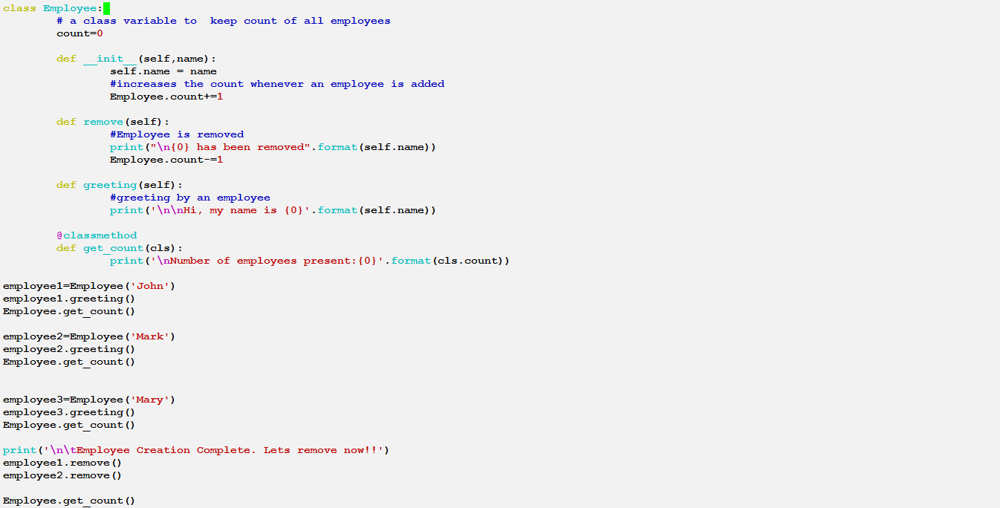 class Employee:
        # a class variable to  keep count of all employees
        count=0

        def __init__(self,name):
                self.name = name
                #increases the count whenever an employee is added
                Employee.count+=1

        def remove(self):
                #Employee is removed
                print("\n{0} has been removed".format(self.name))
                Employee.count-=1

        def greeting(self):
                #greeting by an employee
                print('\n\nHi, my name is {0}'.format(self.name))

        @classmethod
        def get_count(cls):
                print('\nNumber of employees present:{0}'.format(cls.count))

employee1=Employee('John')
employee1.greeting()
Employee.get_count()

employee2=Employee('Mark')
employee2.greeting()
Employee.get_count()


employee3=Employee('Mary')
employee3.greeting()
Employee.get_count()

print('\n\tEmployee Creation Complete. Lets remove now!!')
employee1.remove()
employee2.remove()

Employee.get_count()